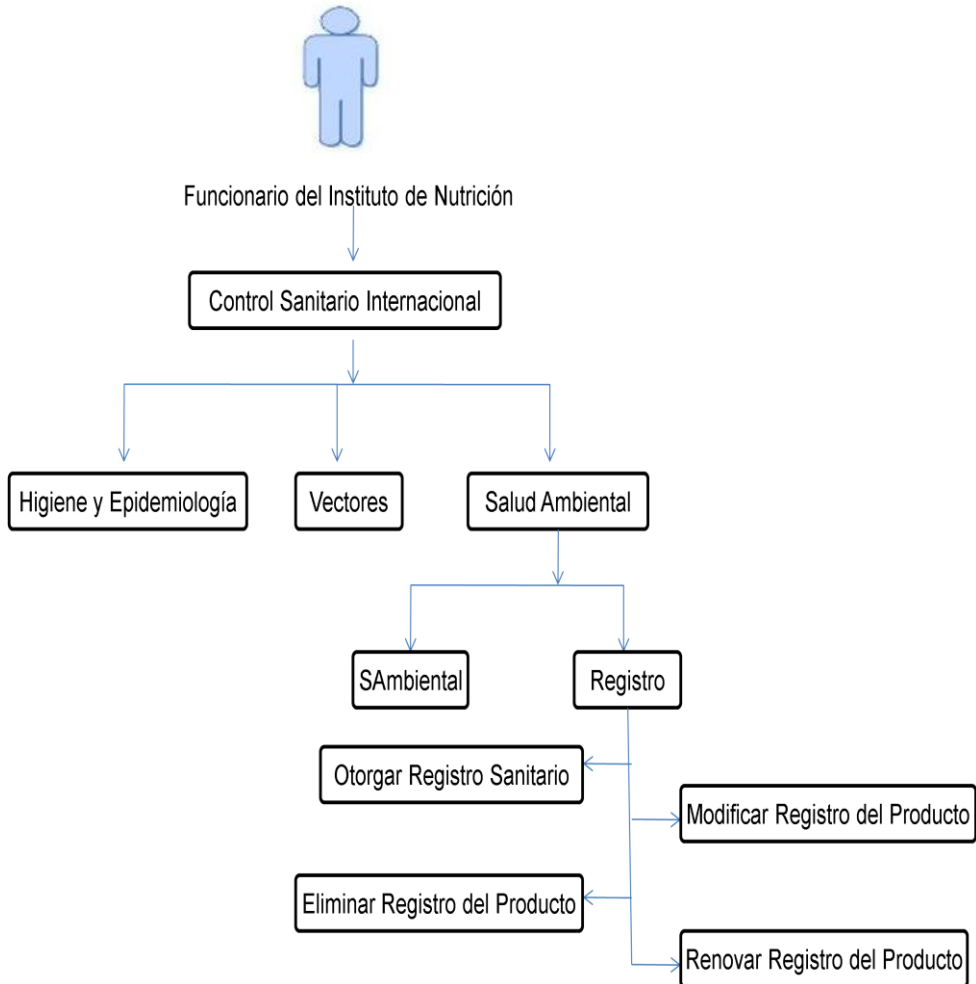 Funcionario del Instituto de Nutrición
Control Sanitario Internacional
Higiene y Epidemiología
Vectores
Salud Ambiental
SAmbiental
Registro
Otorgar Registro Sanitario
Modificar Registro del Producto
Eliminar Registro del Producto
Renovar Registro del Producto